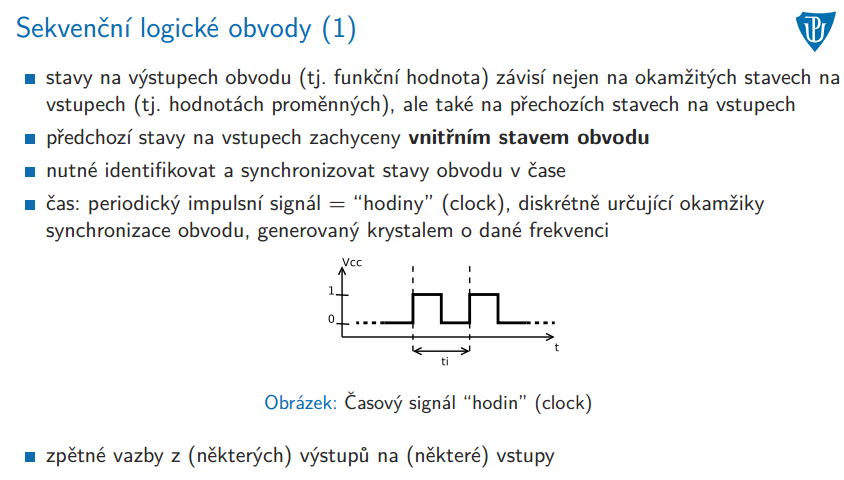 Sekvenční logické obvody (1)
stavy na výstupech obvodu (tj. funkční hodnota) závisí nejen na okamžitých stavech na
vstupech (tj. hodnotách proměnných), ale také na přechozích stavech na vstupech
předchozí stavy na vstupech zachyceny vnitřním stavem obvodu
nutné identifikovat a synchronizovat stavy obvodu v čase
čas: periodický impulsní signál = “hodiny” (clock), diskrétně určující okamžiky
synchronizace obvodu, generovaný krystalem o dané frekvenci
Vcc
1
0
t
ti
Obrázek: Časový signál “hodin” (clock)
zpětné vazby z (některých) výstupů na (některé) vstupy